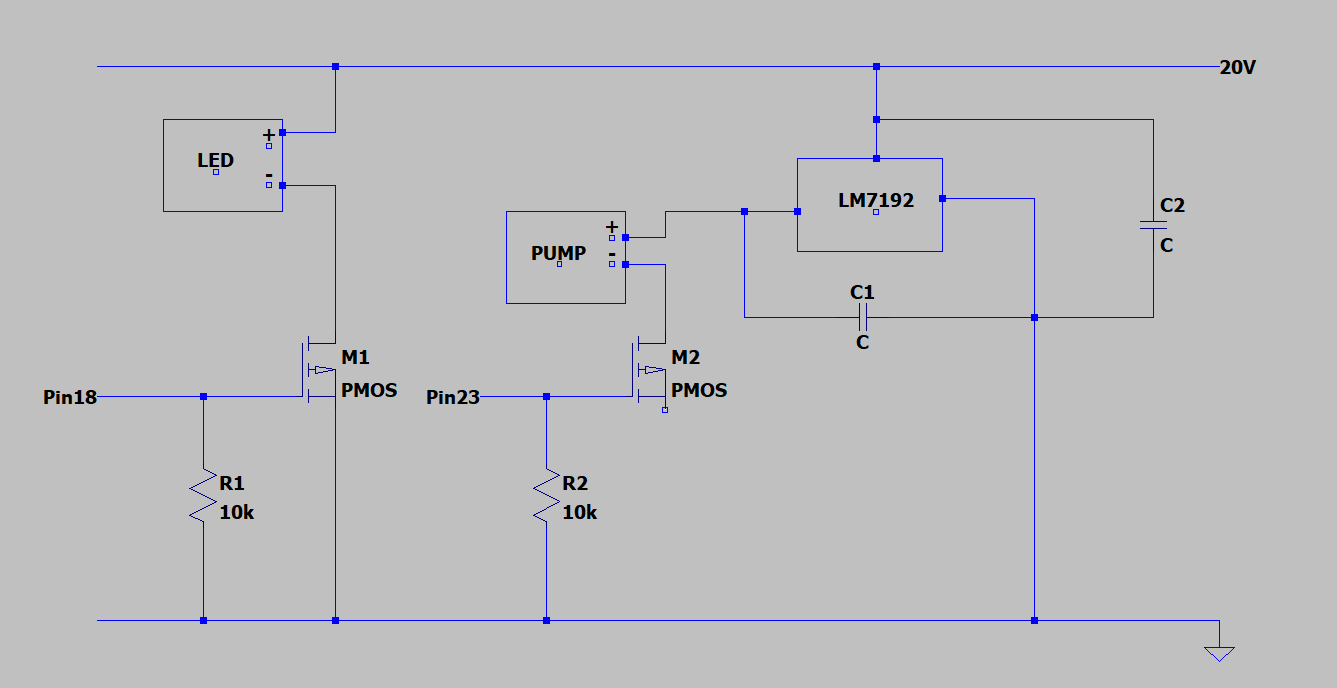 20V
+
LED
-
LM7192
C2
C
+
PUMP
-
C1
C
M1
PMOS
M2
PMOS
Pin18
Pin23
R1
10k
R2
10k